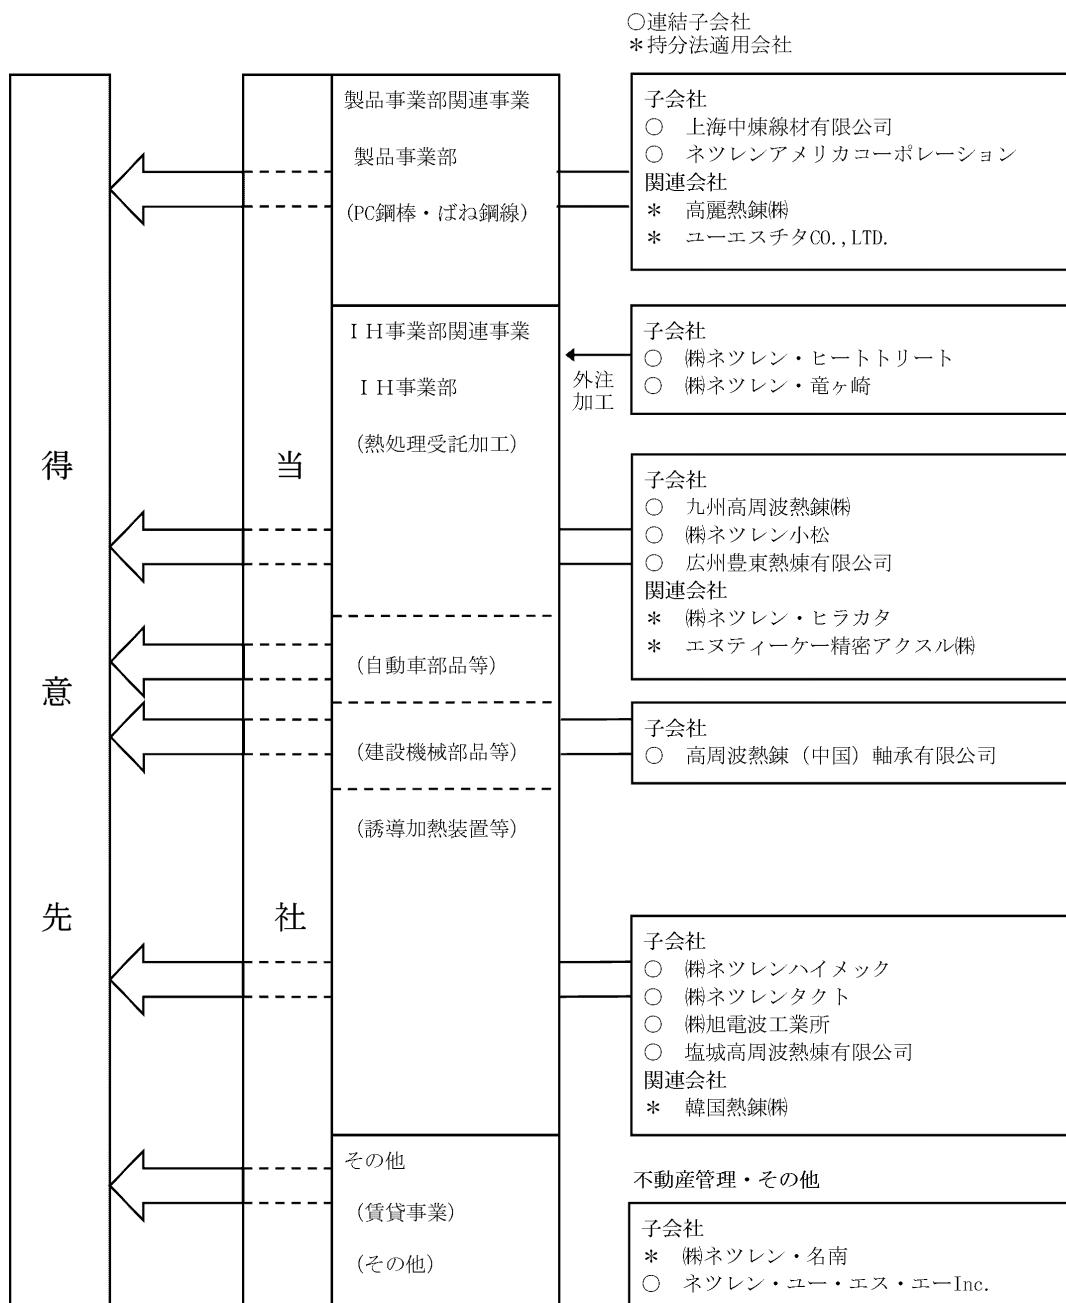 ○連結子会社
＊持分法適用会社
得意先
当社
製品事業部関連事業
製品事業部
(PC鋼棒・ばね鋼線)
子会社
○ 上海中煉線材有限公司
○ ネツレンアメリカコーポレーション
関連会社
＊ 高麗熱錬㈱
＊ ユーエスチタCO.,LTD.
ＩＨ事業部関連事業
ＩＨ事業部
(熱処理受託加工)
外注
加工
子会社
○ ㈱ネツレン・ヒートトリート
○ ㈱ネツレン・竜ヶ崎
子会社
○ 九州高周波熱錬㈱
○ ㈱ネツレン小松
○ 広州豊東熱煉有限公司
関連会社
＊ ㈱ネツレン・ヒラカタ
＊ エヌティーケー精密アクスル㈱
(自動車部品等)
(建設機械部品等)
子会社
○ 高周波熱錬（中国）軸承有限公司
(誘導加熱装置等)
子会社
○ ㈱ネツレンハイメック
○ ㈱ネツレンタクト
○ ㈱旭電波工業所
○ 塩城高周波熱煉有限公司
関連会社
＊ 韓国熱錬㈱
その他
(賃貸事業)
(その他)
不動産管理・その他
子会社
＊ ㈱ネツレン・名南
○ ネツレン・ユー・エス・エーInc.